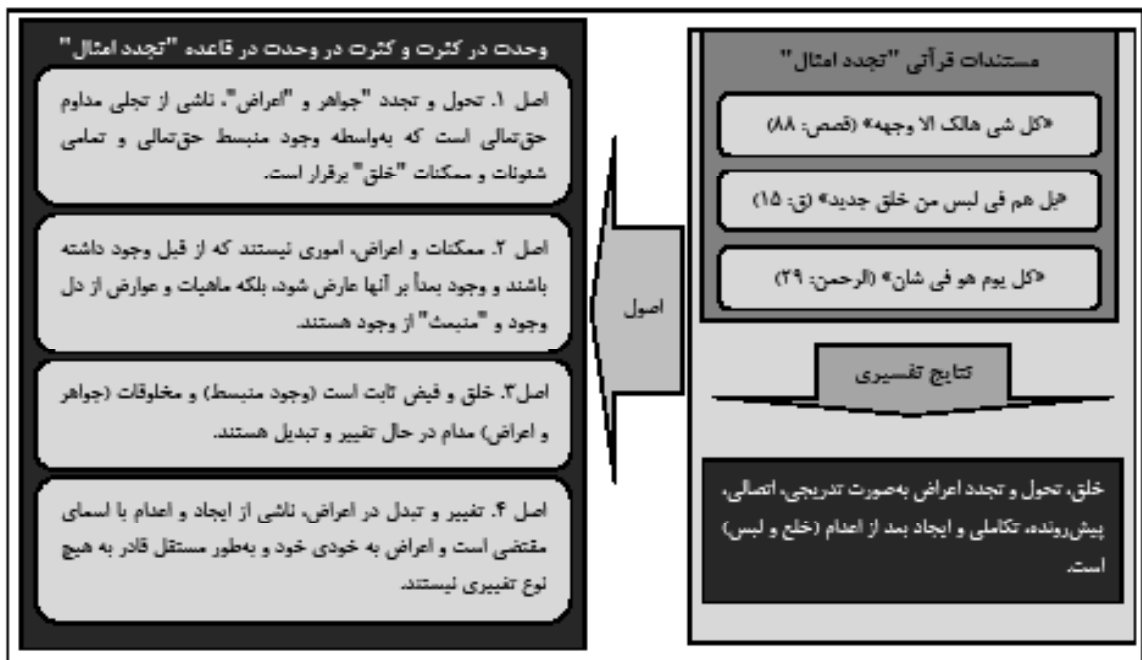 مستندات قرآنی "تجدد امثال"
«کل شی هالک الا وجهه» (قصص: ۸۸)
«بل هم فی لبس من خلق جدید» (ق: ۱۵)
«کل یوم هو فی شان» (الرحمن: ۲۹)
نتایج تفسیری
خلق، تحول و تجدد اعراض به‌صورت تدریجی، اتصالی،
پیش‌رونده، تکاملی و ایجاد بعد از اعدام (خلع و لبس)
است.
اصول
وحدت در کثرت و کثرت در وحدت در قاعده "تجدد امثال"
اصل ۱. تحول و تجدد "جواهر و "اعراض"، ناشی از تجلی مداوم
حق‌تعالی است که به‌واسطه وجود منبسط حق‌تعالی و تمامی
شئونات و ممکنات "خلق" برقرار است.
اصل ۲. ممکنات و اعراض، اموری نیستند که از قبل وجود داشته
باشند و وجود بعداً بر آنها عارض شود، بلکه ماهیات و عوارض از دل
وجود و "منبعث" از وجود هستند.
اصل۳. خلق و فیض ثابت است (وجود منبسط) و مخلوقات (جواهر
و اعراض) مدام در حال تغییر و تبدیل هستند.
اصل ۴. تغییر و تبدل در اعراض، ناشی از ایجاد و اعدام با اسمای
مقتضی است و اعراض به خودی خود و به‌طور مستقل قادر به هیچ
نوع تغییری نیستند.